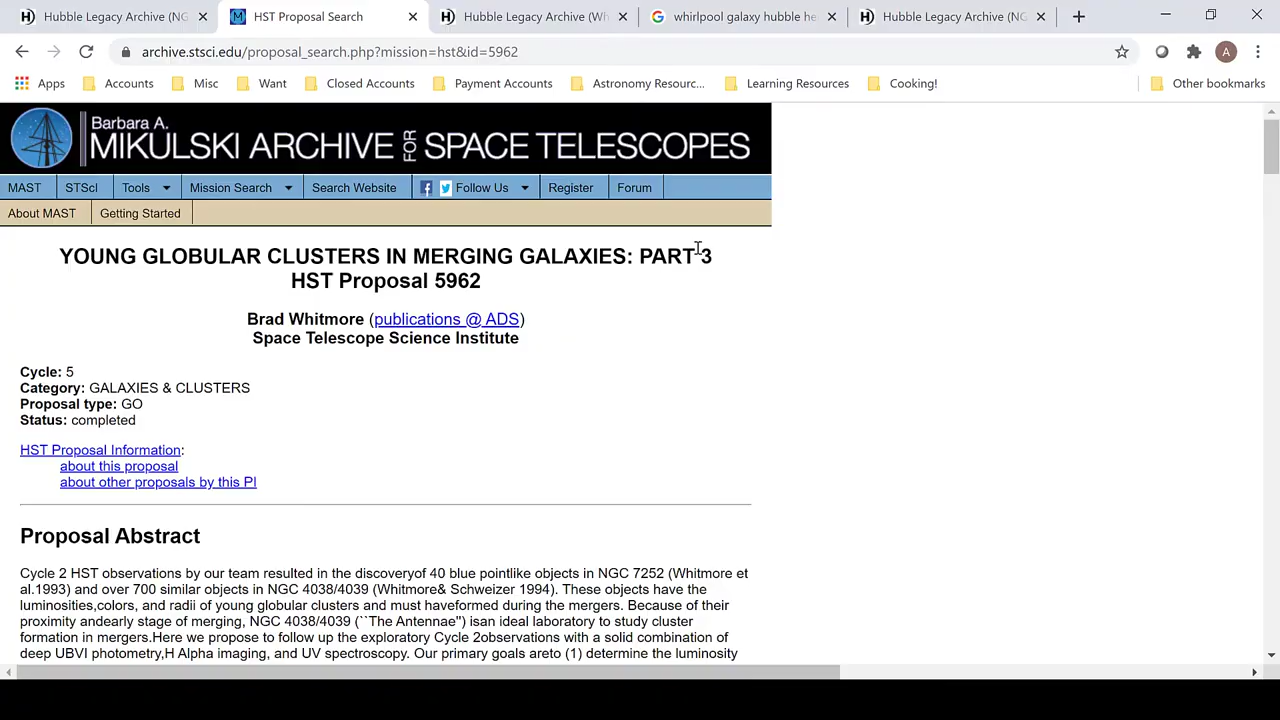 Hubble Legacy Archive (NG
HST Proposal Search
Hubble Legacy Archive (Wh
whirlpool galaxy hubble he
Hubble Legacy Archive (NG
archive.stsci.edu/proposal_search.php?mission=hst&id=5962
A
Apps
Accounts
Misc
Want
Closed Accounts
Payment Accounts
Astronomy Resourc...
Learning Resources
Cooking!
Other bookmarks
Barbara A.
MIKULSKI ARCHIVE FOR SPACE TELESCOPES
MAST
STScI
Tools
Mission Search
Search Website
Follow Us
Register
Forum
About MAST
Getting Started
YOUNG GLOBULAR CLUSTERS IN MERGING GALAXIES: PART 3
HST Proposal 5962
Brad Whitmore (publications @ ADS)
Space Telescope Science Institute
Cycle: 5
Category: GALAXIES & CLUSTERS
Proposal type: GO
Status: completed
HST Proposal Information:
about this proposal
about other proposals by this PI
Proposal Abstract
Cycle 2 HST observations by our team resulted in the discoveryof 40 blue pointlike objects in NGC 7252 (Whitmore et
al.1993) and over 700 similar objects in NGC 4038/4039 (Whitmore& Schweizer 1994). These objects have the
luminosities,colors, and radii of young globular clusters and must haveformed during the mergers. Because of their
proximity andearly stage of merging, NGC 4038/4039 (``The Antennae'') isan ideal laboratory to study cluster
formation in mergers.Here we propose to follow up the exploratory Cycle 2observations with a solid combination of
deep UBVI photometry,H Alpha imaging, and UV spectroscopy. Our primary goals areto (1) determine the luminosity